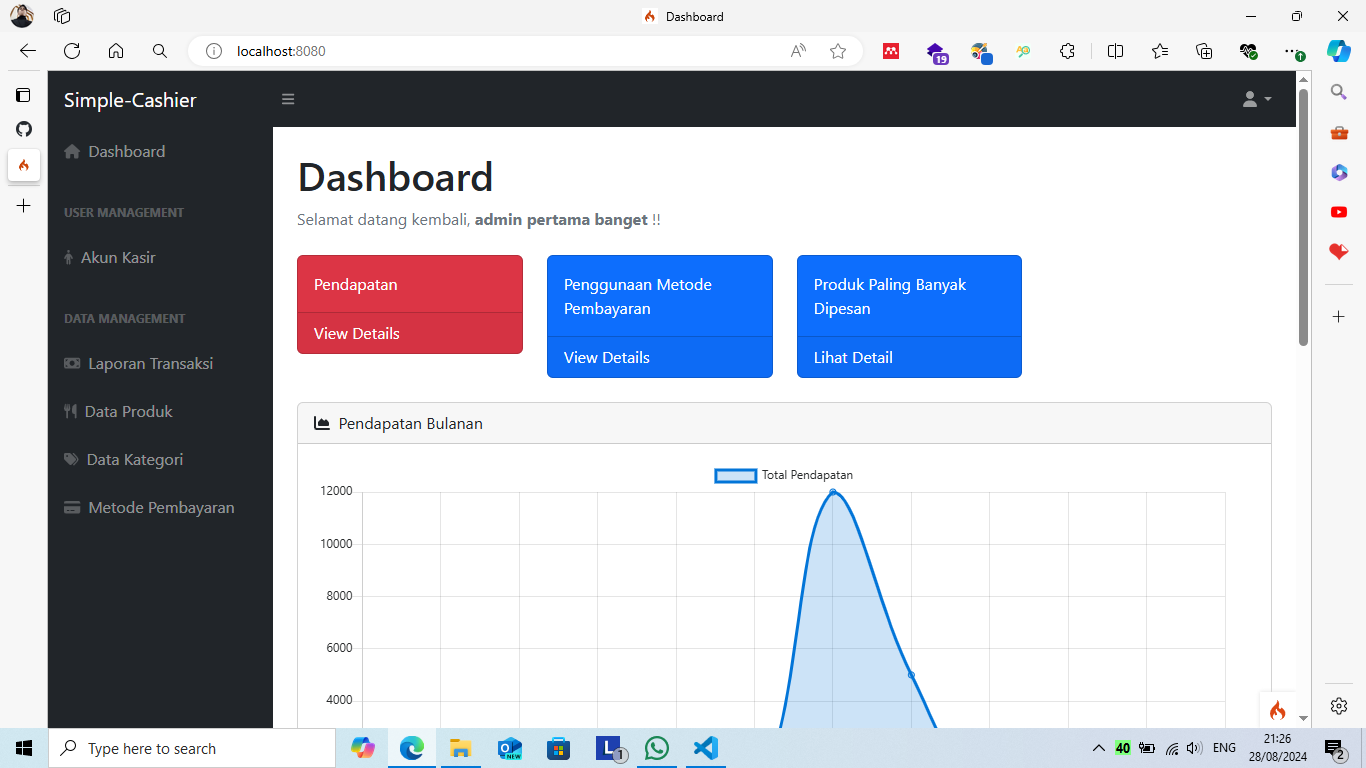 Dashboard
localhost:8080
19
Simple-Cashier
Dashboard
USER MANAGEMENT
Akun Kasir
DATA MANAGEMENT
Laporan Transaksi
Data Produk
Data Kategori
Metode Pembayaran
Dashboard
Selamat datang kembali, admin pertama banget !!
Pendapatan
View Details
Penggunaan Metode
Pembayaran
View Details
Produk Paling Banyak
Dipesan
Lihat Detail
Pendapatan Bulanan
Total Pendapatan
12000
10000
8000
6000
4000
Type here to search
NEW
L
1
40
ENG
21:26
28/08/2024
2